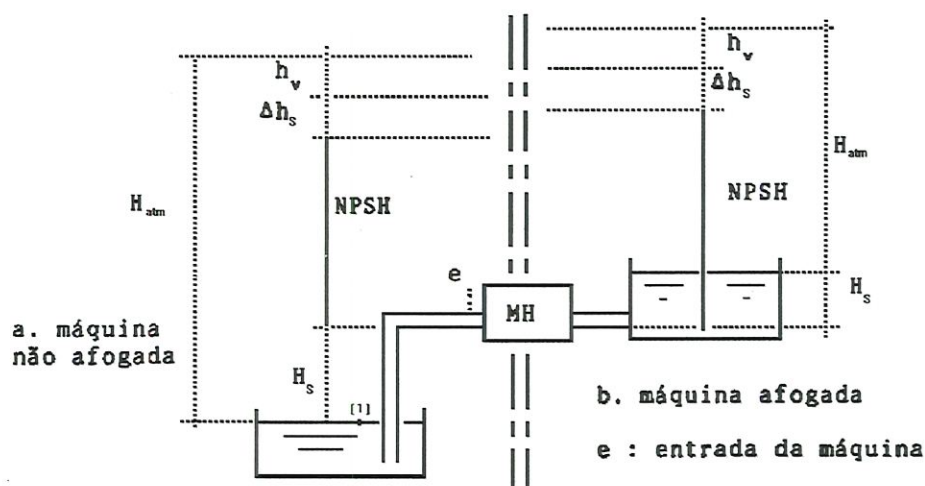 h_v
Δh_s
H_atm
NPSH
H_s
[1]
a. máquina
não afogada
e
MH
h_v
Δh_s
H_atm
NPSH
H_s
b. máquina afogada
e : entrada da máquina